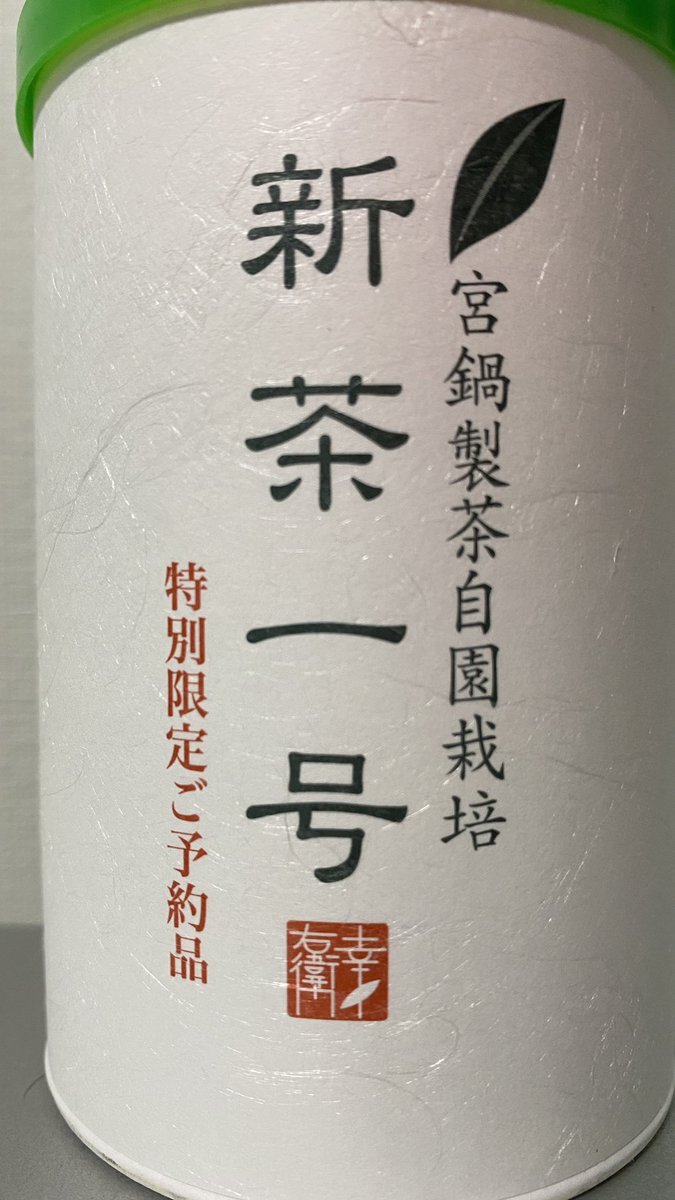 宮鍋製茶自園栽培
新茶一号
特別限定ご予約品
幸
右衛門